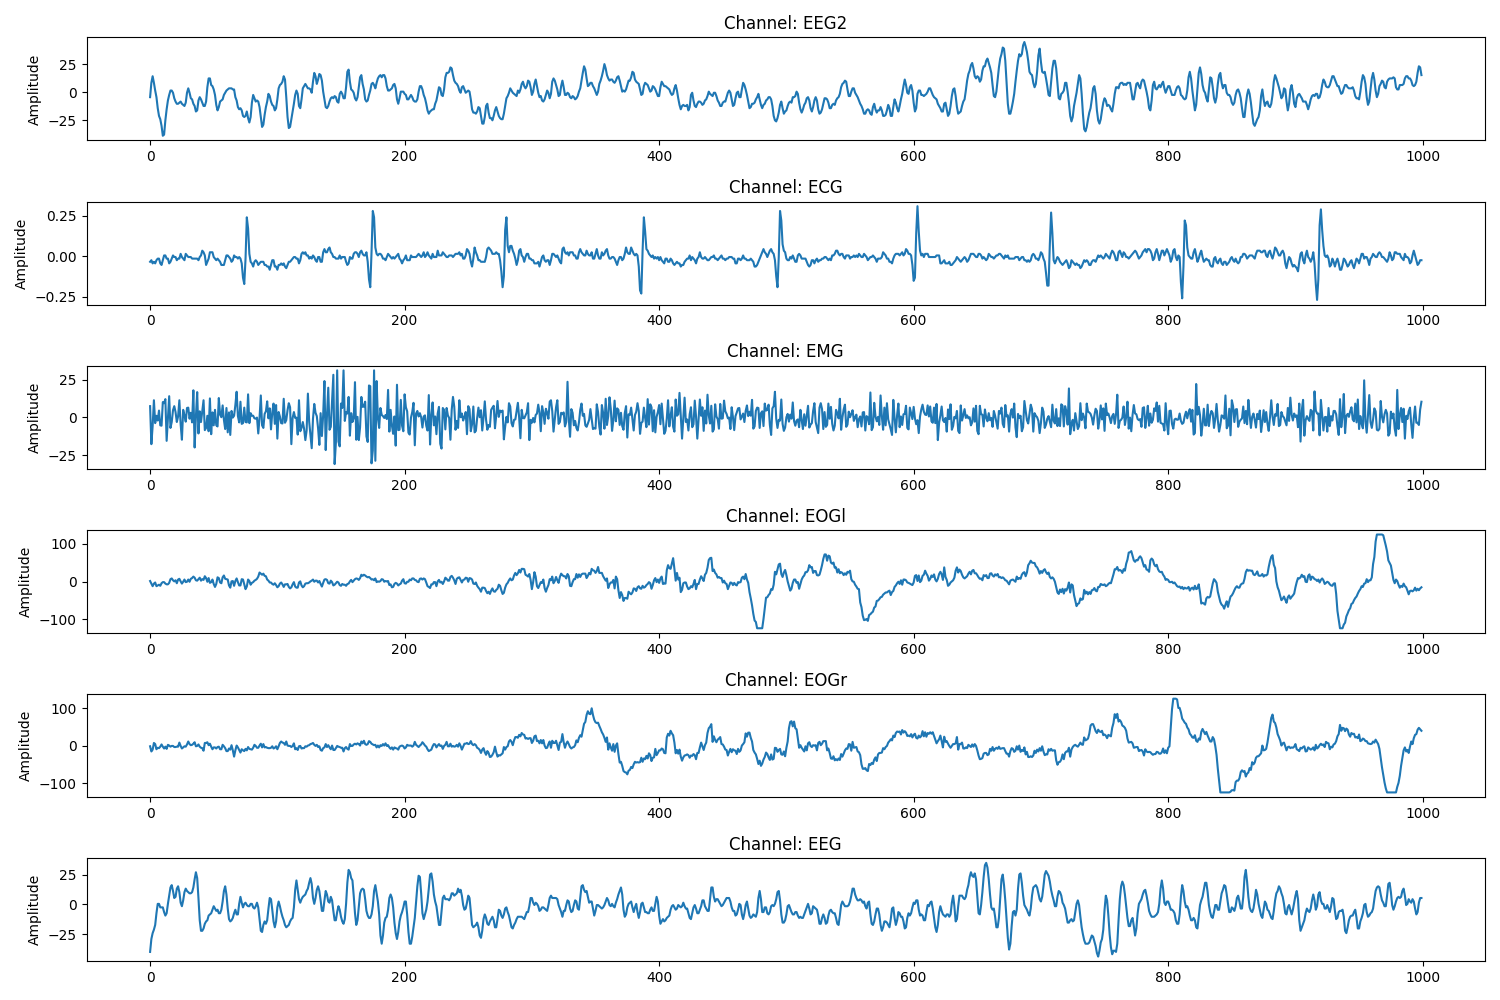 Channel: EEG2
Amplitude
25
0
−25
0 200 400 600 800 1000
Channel: ECG
Amplitude
0.25
0.00
−0.25
0 200 400 600 800 1000
Channel: EMG
Amplitude
25
0
−25
0 200 400 600 800 1000
Channel: EOGl
Amplitude
100
0
−100
0 200 400 600 800 1000
Channel: EOGr
Amplitude
100
0
−100
0 200 400 600 800 1000
Channel: EEG
Amplitude
25
0
−25
0 200 400 600 800 1000